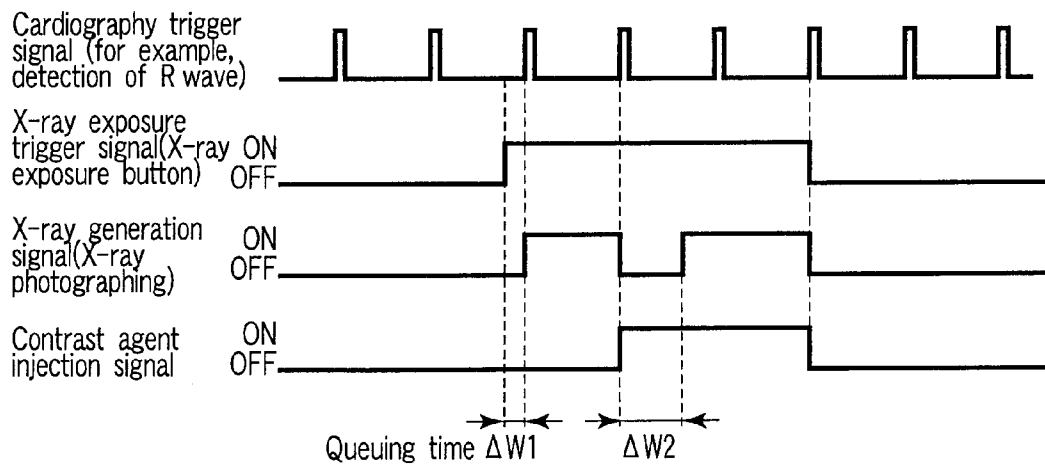 Cardiography trigger
signal (for example,
detection of R wave)
X-ray exposure
trigger signal(X-ray ON
exposure button) OFF
X-ray generation ON
signal(X-ray OFF
photographing)
Contrast agent ON
injection signal OFF
Queuing time ΔW1 ΔW2